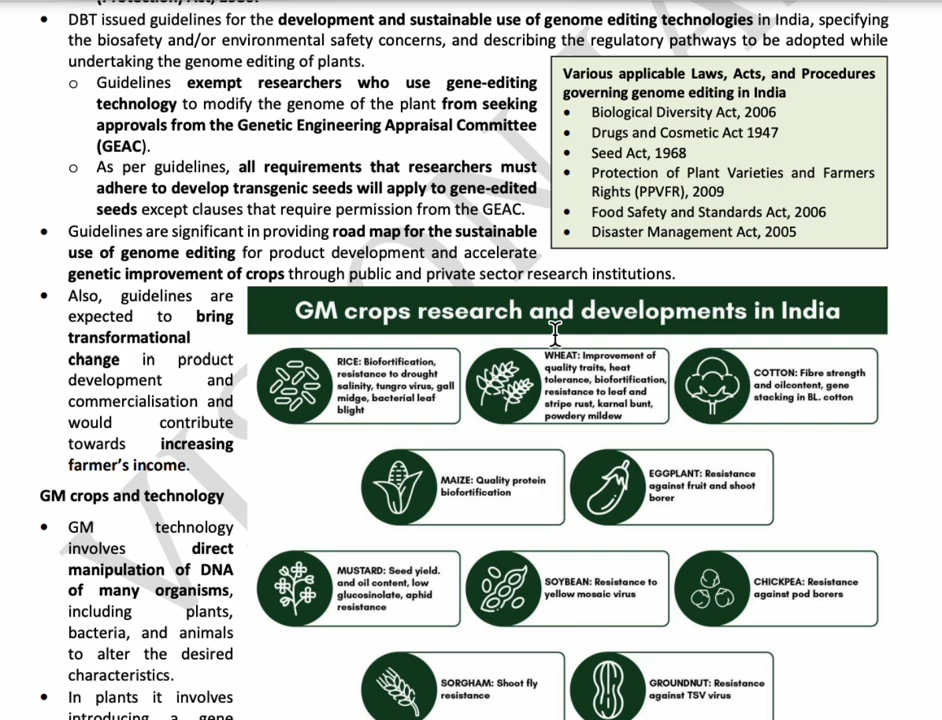 (Protection) Act, 1986.
• DBT issued guidelines for the development and sustainable use of genome editing technologies in India, specifying
the biosafety and/or environmental safety concerns, and describing the regulatory pathways to be adopted while
undertaking the genome editing of plants.
o Guidelines exempt researchers who use gene-editing
technology to modify the genome of the plant from seeking
approvals from the Genetic Engineering Appraisal Committee
(GEAC).
o As per guidelines, all requirements that researchers must
adhere to develop transgenic seeds will apply to gene-edited
seeds except clauses that require permission from the GEAC.
Various applicable Laws, Acts, and Procedures
governing genome editing in India
• Biological Diversity Act, 2006
• Drugs and Cosmetic Act 1947
• Seed Act, 1968
• Protection of Plant Varieties and Farmers
Rights (PPVFR), 2009
• Food Safety and Standards Act, 2006
• Disaster Management Act, 2005
• Guidelines are significant in providing road map for the sustainable
use of genome editing for product development and accelerate
genetic improvement of crops through public and private sector research institutions.
• Also, guidelines are
expected to bring
transformational
change in product
development and
commercialisation and
would contribute
towards increasing
farmer's income.
GM crops and technology
• GM technology
involves direct
manipulation of DNA
of many organisms,
including plants,
bacteria, and animals
to alter the desired
characteristics.
• In plants it involves
introducing a gene
GM crops research and developments in India
RICE: Biofortification,
resistance to drought
salinity, tungro virus, gall
midge, bacterial leaf
blight
WHEAT: Improvement of
quality traits, heat
tolerance, biofortification,
resistance to leaf and
stripe rust, karnal bunt,
powdery mildew
COTTON: Fibre strength
and oilcontent, gene
stacking in BL. cotton
MAIZE: Quality protein
biofortification
EGGPLANT: Resistance
against fruit and shoot
borer
MUSTARD: Seed yield.
and oil content, low
glucosinolate, aphid
resistance
SOYBEAN: Resistance to
yellow mosaic virus
CHICKPEA: Resistance
against pod borers
SORGHAM: Shoot fly
resistance
GROUNDNUT: Resistance
against TSV virus